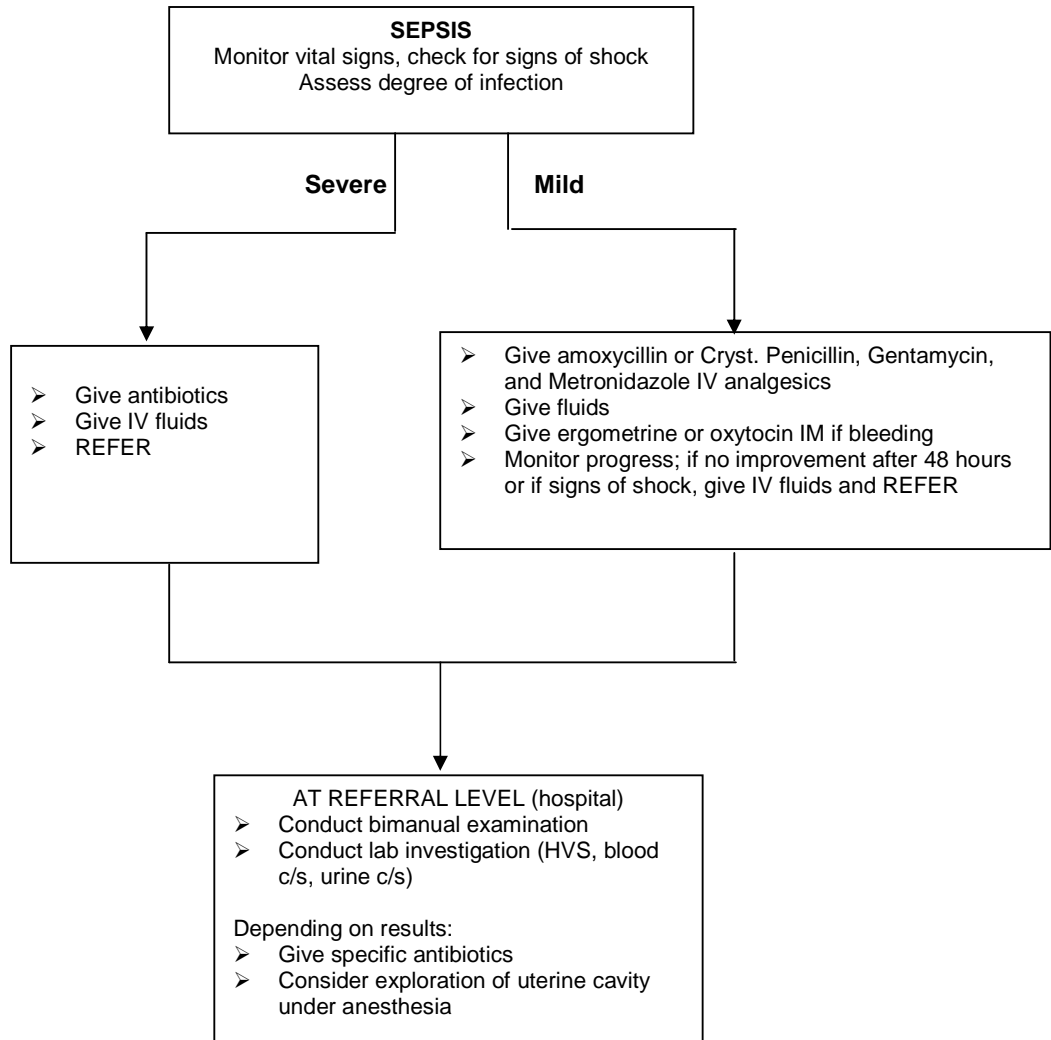 SEPSIS
Monitor vital signs, check for signs of shock
Assess degree of infection
Severe
Mild
➢ Give antibiotics
➢ Give IV fluids
➢ REFER
➢ Give amoxycillin or Cryst. Penicillin, Gentamycin,
and Metronidazole IV analgesics
➢ Give fluids
➢ Give ergometrine or oxytocin IM if bleeding
➢ Monitor progress; if no improvement after 48 hours
or if signs of shock, give IV fluids and REFER
AT REFERRAL LEVEL (hospital)
➢ Conduct bimanual examination
➢ Conduct lab investigation (HVS, blood
c/s, urine c/s)
Depending on results:
➢ Give specific antibiotics
➢ Consider exploration of uterine cavity
under anesthesia